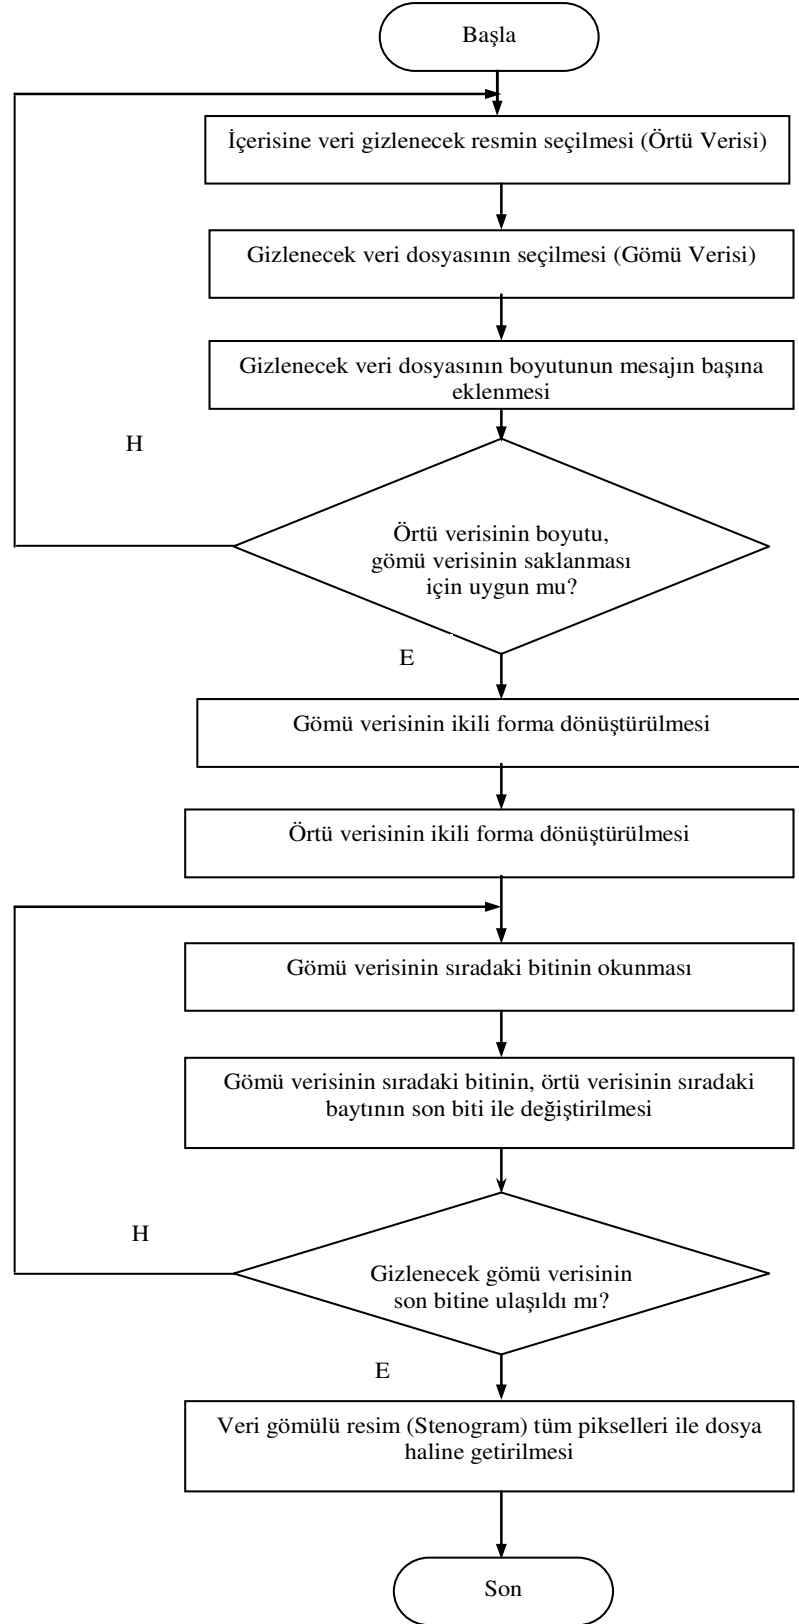 Başla
İçerisine veri gizlenecek resmin seçilmesi (Örtü Verisi)
Gizlenecek veri dosyasının seçilmesi (Gömü Verisi)
Gizlenecek veri dosyasının boyutunun mesajın başına
eklenmesi
H
Örtü verisinin boyutu,
gömü verisinin saklanması
için uygun mu?
E
Gömü verisinin ikili forma dönüştürülmesi
Örtü verisinin ikili forma dönüştürülmesi
Gömü verisinin sıradaki bitinin okunması
Gömü verisinin sıradaki bitinin, örtü verisinin sıradaki
baytının son biti ile değiştirilmesi
H
Gizlenecek gömü verisinin
son bitine ulaşıldı mı?
E
Veri gömülü resim (Stenogram) tüm pikselleri ile dosya
haline getirilmesi
Son